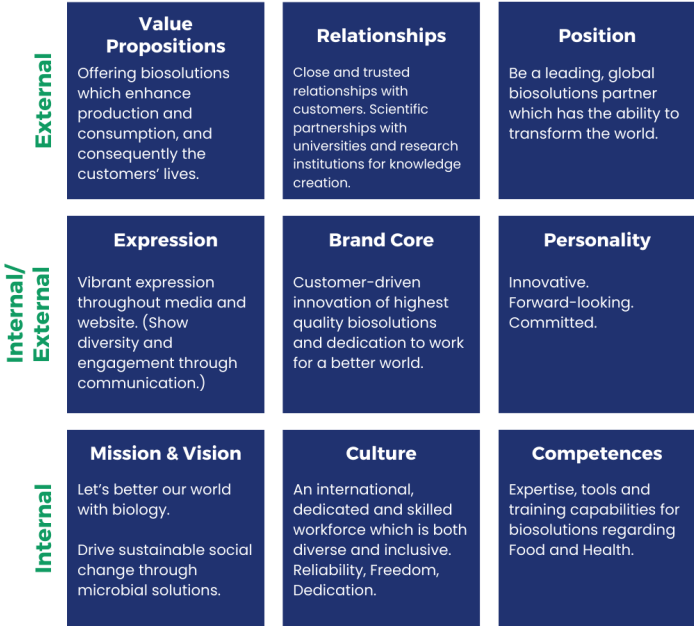 External
Value
Propositions
Offering biosolutions
which enhance
production and
consumption, and
consequently the
customers’ lives.
Relationships
Close and trusted
relationships with
customers. Scientific
partnerships with
universities and research
institutions for knowledge
creation.
Position
Be a leading, global
biosolutions partner
which has the ability to
transform the world.
Internal/
External
Expression
Vibrant expression
throughout media and
website. (Show
diversity and
engagement through
communication.)
Brand Core
Customer-driven
innovation of highest
quality biosolutions
and dedication to work
for a better world.
Personality
Innovative.
Forward-looking.
Committed.
Internal
Mission & Vision
Let’s better our world
with biology.
Drive sustainable social
change through
microbial solutions.
Culture
An international,
dedicated and skilled
workforce which is both
diverse and inclusive.
Reliability, Freedom,
Dedication.
Competences
Expertise, tools and
training capabilities for
biosolutions regarding
Food and Health.